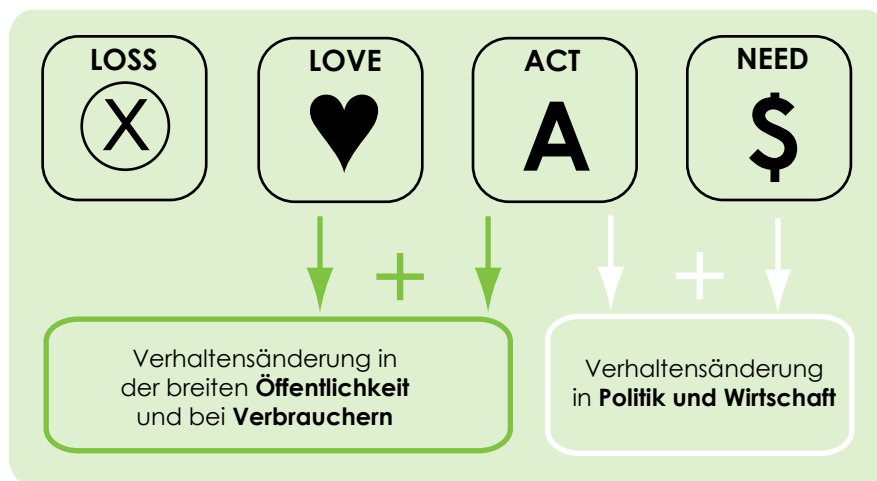 LOSS
X
LOVE
ACT
A
NEED
$
+
+
Verhaltensänderung in
der breiten Öffentlichkeit
und bei Verbrauchern
Verhaltensänderung
in Politik und Wirtschaft